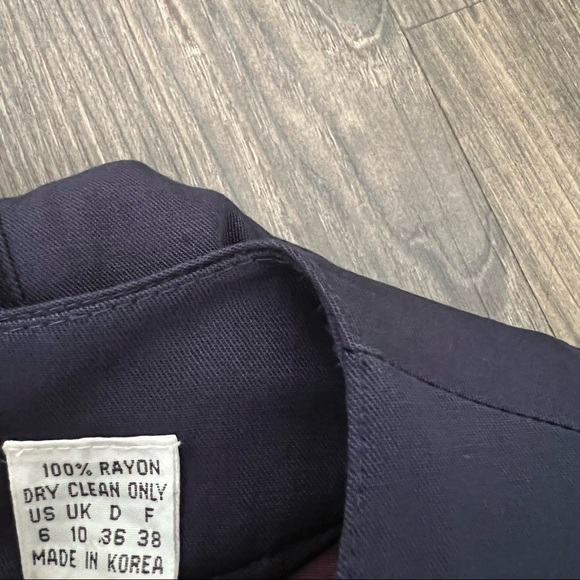 100% RAYON
DRY CLEAN ONLY
US UK D F
6 10 36 38
MADE IN KOREA